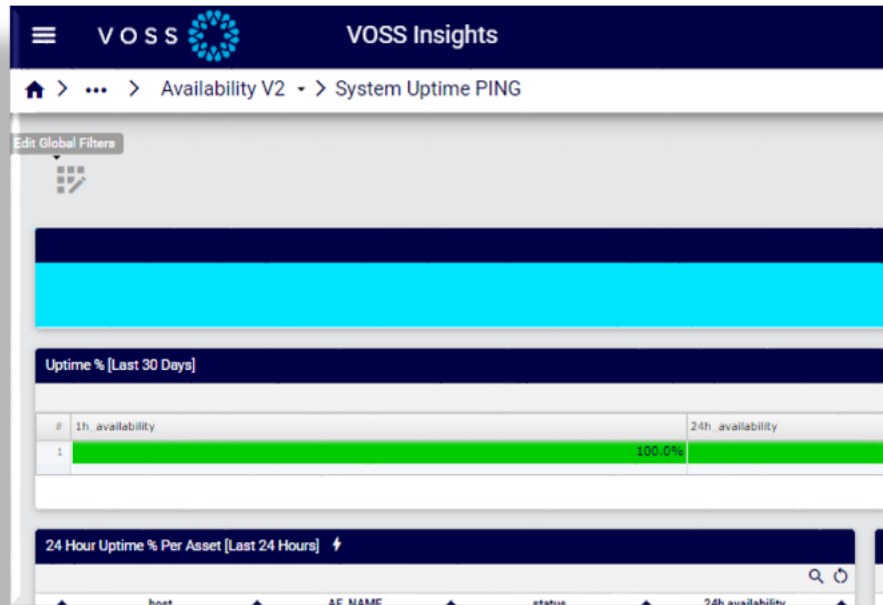 VOSS VOSS Insights
> ... > Availability V2 > System Uptime PING
Edit Global Filters
Uptime % [Last 30 Days]
# 1h_availability 24h_availability
1 100.0%
24 Hour Uptime % Per Asset [Last 24 Hours]
host AF_NAME status 24h availability